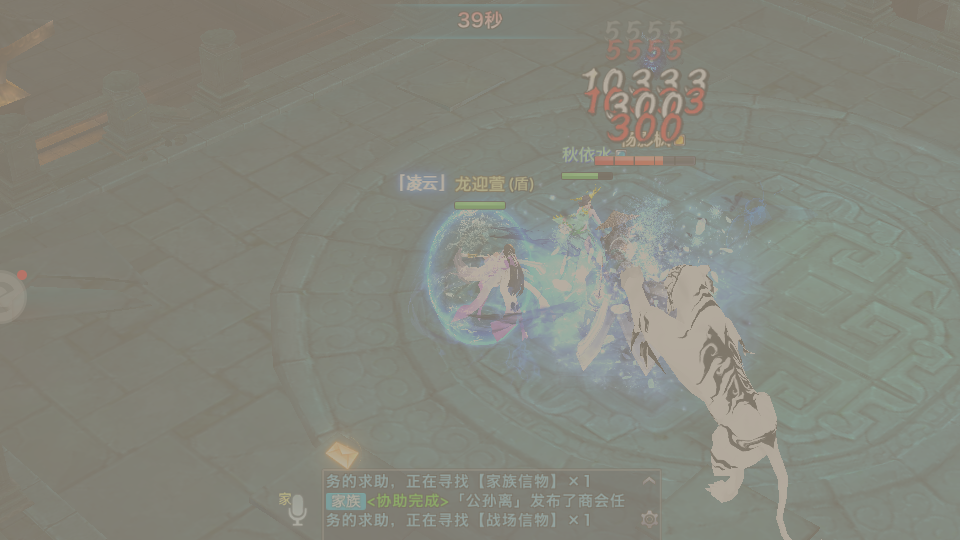 39秒
5555
5555
10333
300
300
秋依水
「凌云」 龙迎萱 (盾)
务的求助，正在寻找【家族信物】×1
家 家族 <协助完成>「公孙离」发布了商会任
务的求助，正在寻找【战场信物】×1